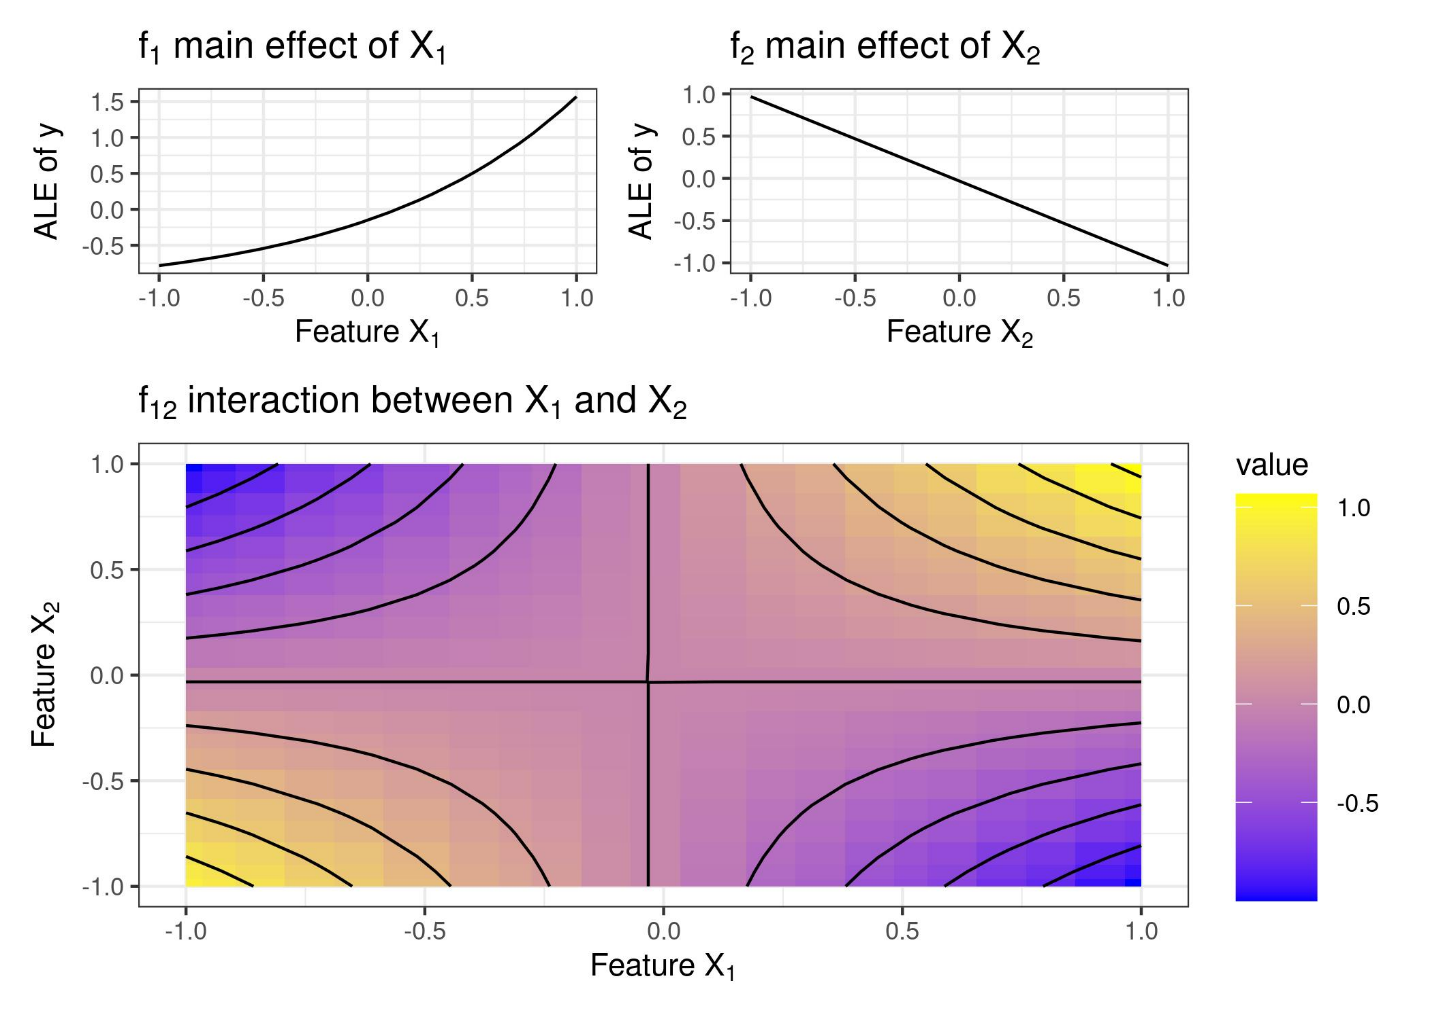 f₁ main effect of X₁
ALE of y
1.5
1.0
0.5
0.0
-0.5
-1.0 -0.5 0.0 0.5 1.0
Feature X₁
f₂ main effect of X₂
ALE of y
1.0
0.5
0.0
-0.5
-1.0
-1.0 -0.5 0.0 0.5 1.0
Feature X₂
f₁₂ interaction between X₁ and X₂
Feature X₂
1.0
0.5
0.0
-0.5
-1.0
-1.0 -0.5 0.0 0.5 1.0
Feature X₁
value
1.0
0.5
0.0
-0.5